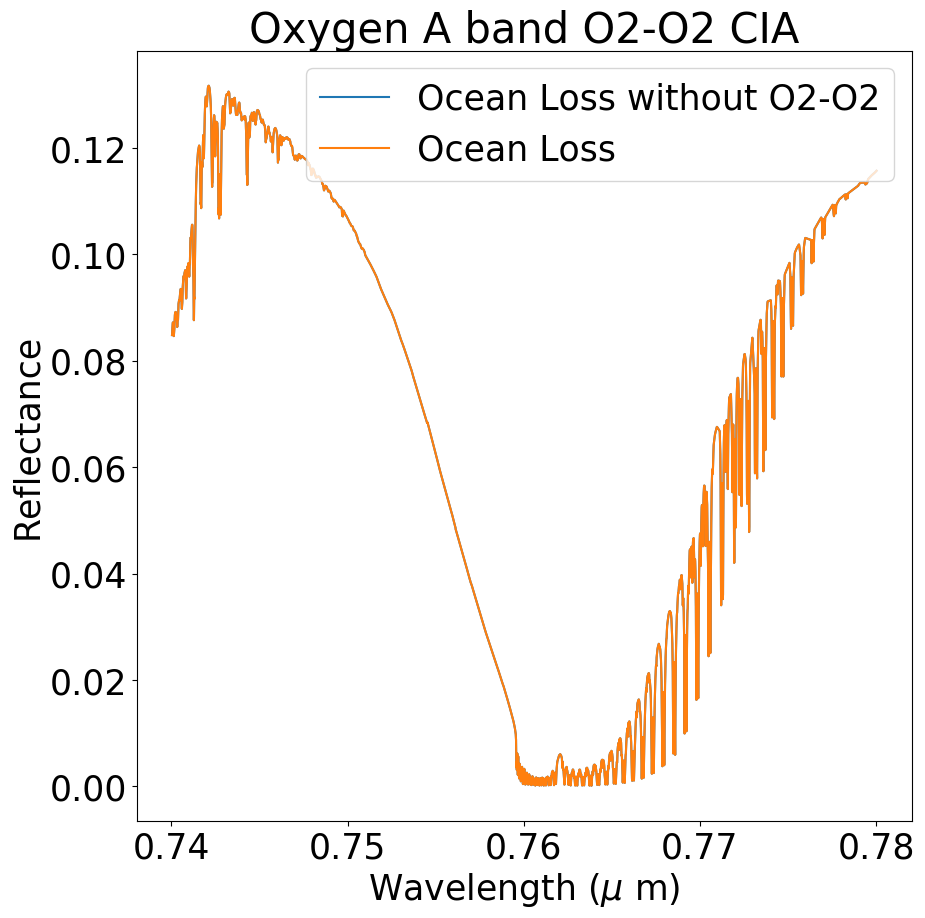 Oxygen A band O2-O2 CIA
Ocean Loss without O2-O2
Ocean Loss
Reflectance
0.12
0.10
0.08
0.06
0.04
0.02
0.00
0.74 0.75 0.76 0.77 0.78
Wavelength (μ m)